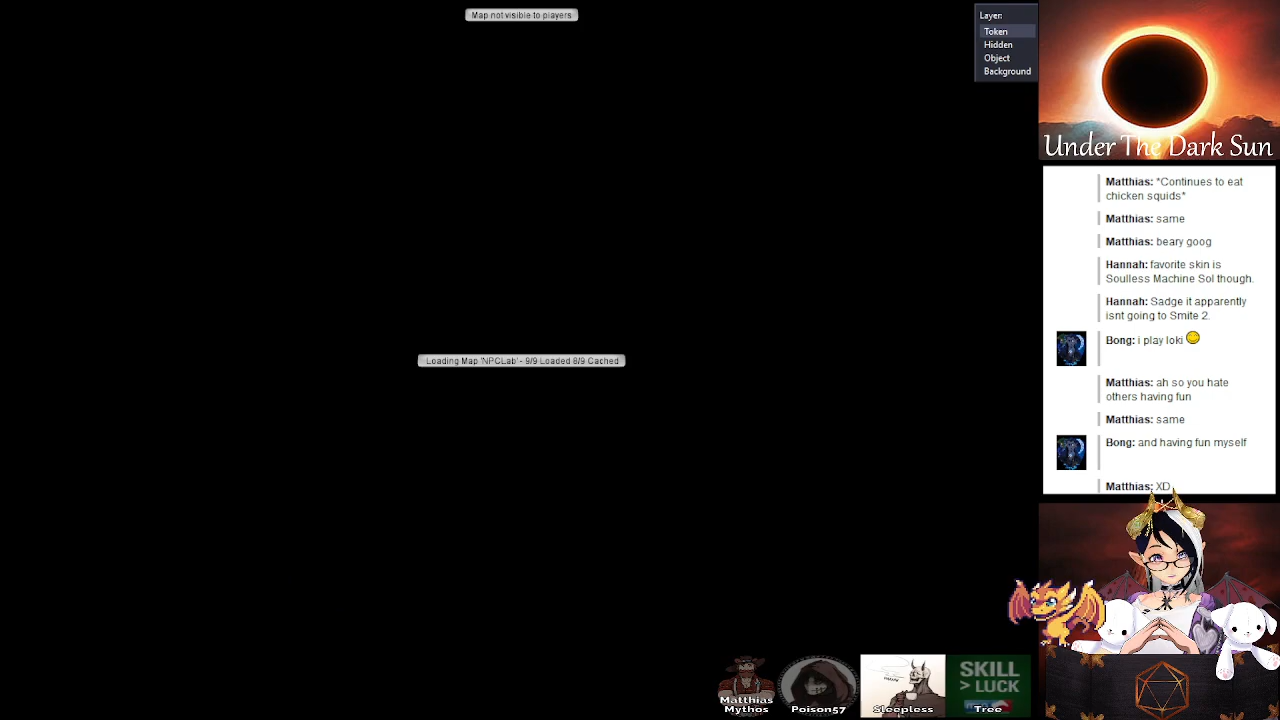 Map not visible to players
Layer:
Token
Hidden
Object
Background
Under The Dark Sun
Matthias: *Continues to eat
chicken squids*
Matthias: same
Matthias: beary goog
Hannah: favorite skin is
Soulless Machine Sol though.
Hannah: Sadge it apparently
isnt going to Smite 2.
Bong: i play loki
Matthias: ah so you hate
others having fun
Matthias: same
Bong: and having fun myself
Matthias: XD
Loading Map 'NPCLab' - 9/9 Loaded 8/9 Cached
Matthias
Mythos
Poison57
Sleepless
SKILL
> LUCK
Tree